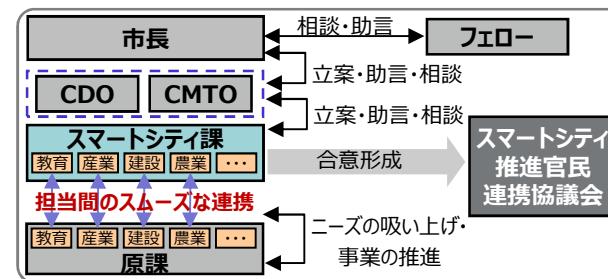 市長
相談・助言
フェロー
立案・助言・相談
CDO
CMTO
立案・助言・相談
スマートシティ課
教育
産業
建設
農業
・・・
合意形成
スマートシティ
推進官民
連携協議会
担当間のスムーズな連携
教育
産業
建設
農業
・・・
原課
ニーズの吸い上げ・
事業の推進